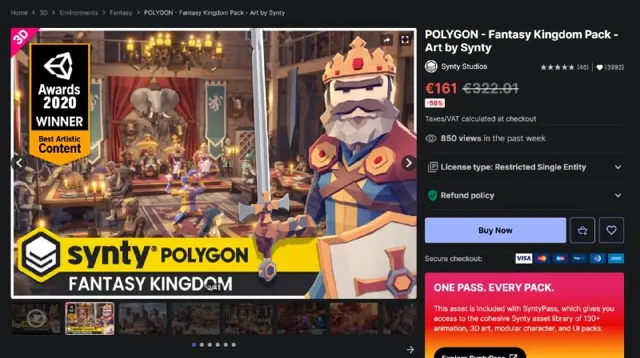 Home > 3D > Environments > Fantasy > POLYGON - Fantasy Kingdom Pack - Art by Synty
3D
Awards
2020
WINNER
Best Artistic
Content
synty® POLYGON
FANTASY KINGDOM
POLYGON - Fantasy Kingdom Pack -
Art by Synty
Synty Studios
★★★★★ (46) | ♥ (3992)
€161 €322.01
-50%
Taxes/VAT calculated at checkout
850 views in the past week
License type: Restricted Single Entity
Refund policy
Buy Now
Secure checkout:
VISA
ONE PASS. EVERY PACK.
This asset is included with SyntyPass, which gives you
access to the cohesive Synty asset library of 130+
animation, 3D art, modular character, and UI packs.
Explore SyntyPass